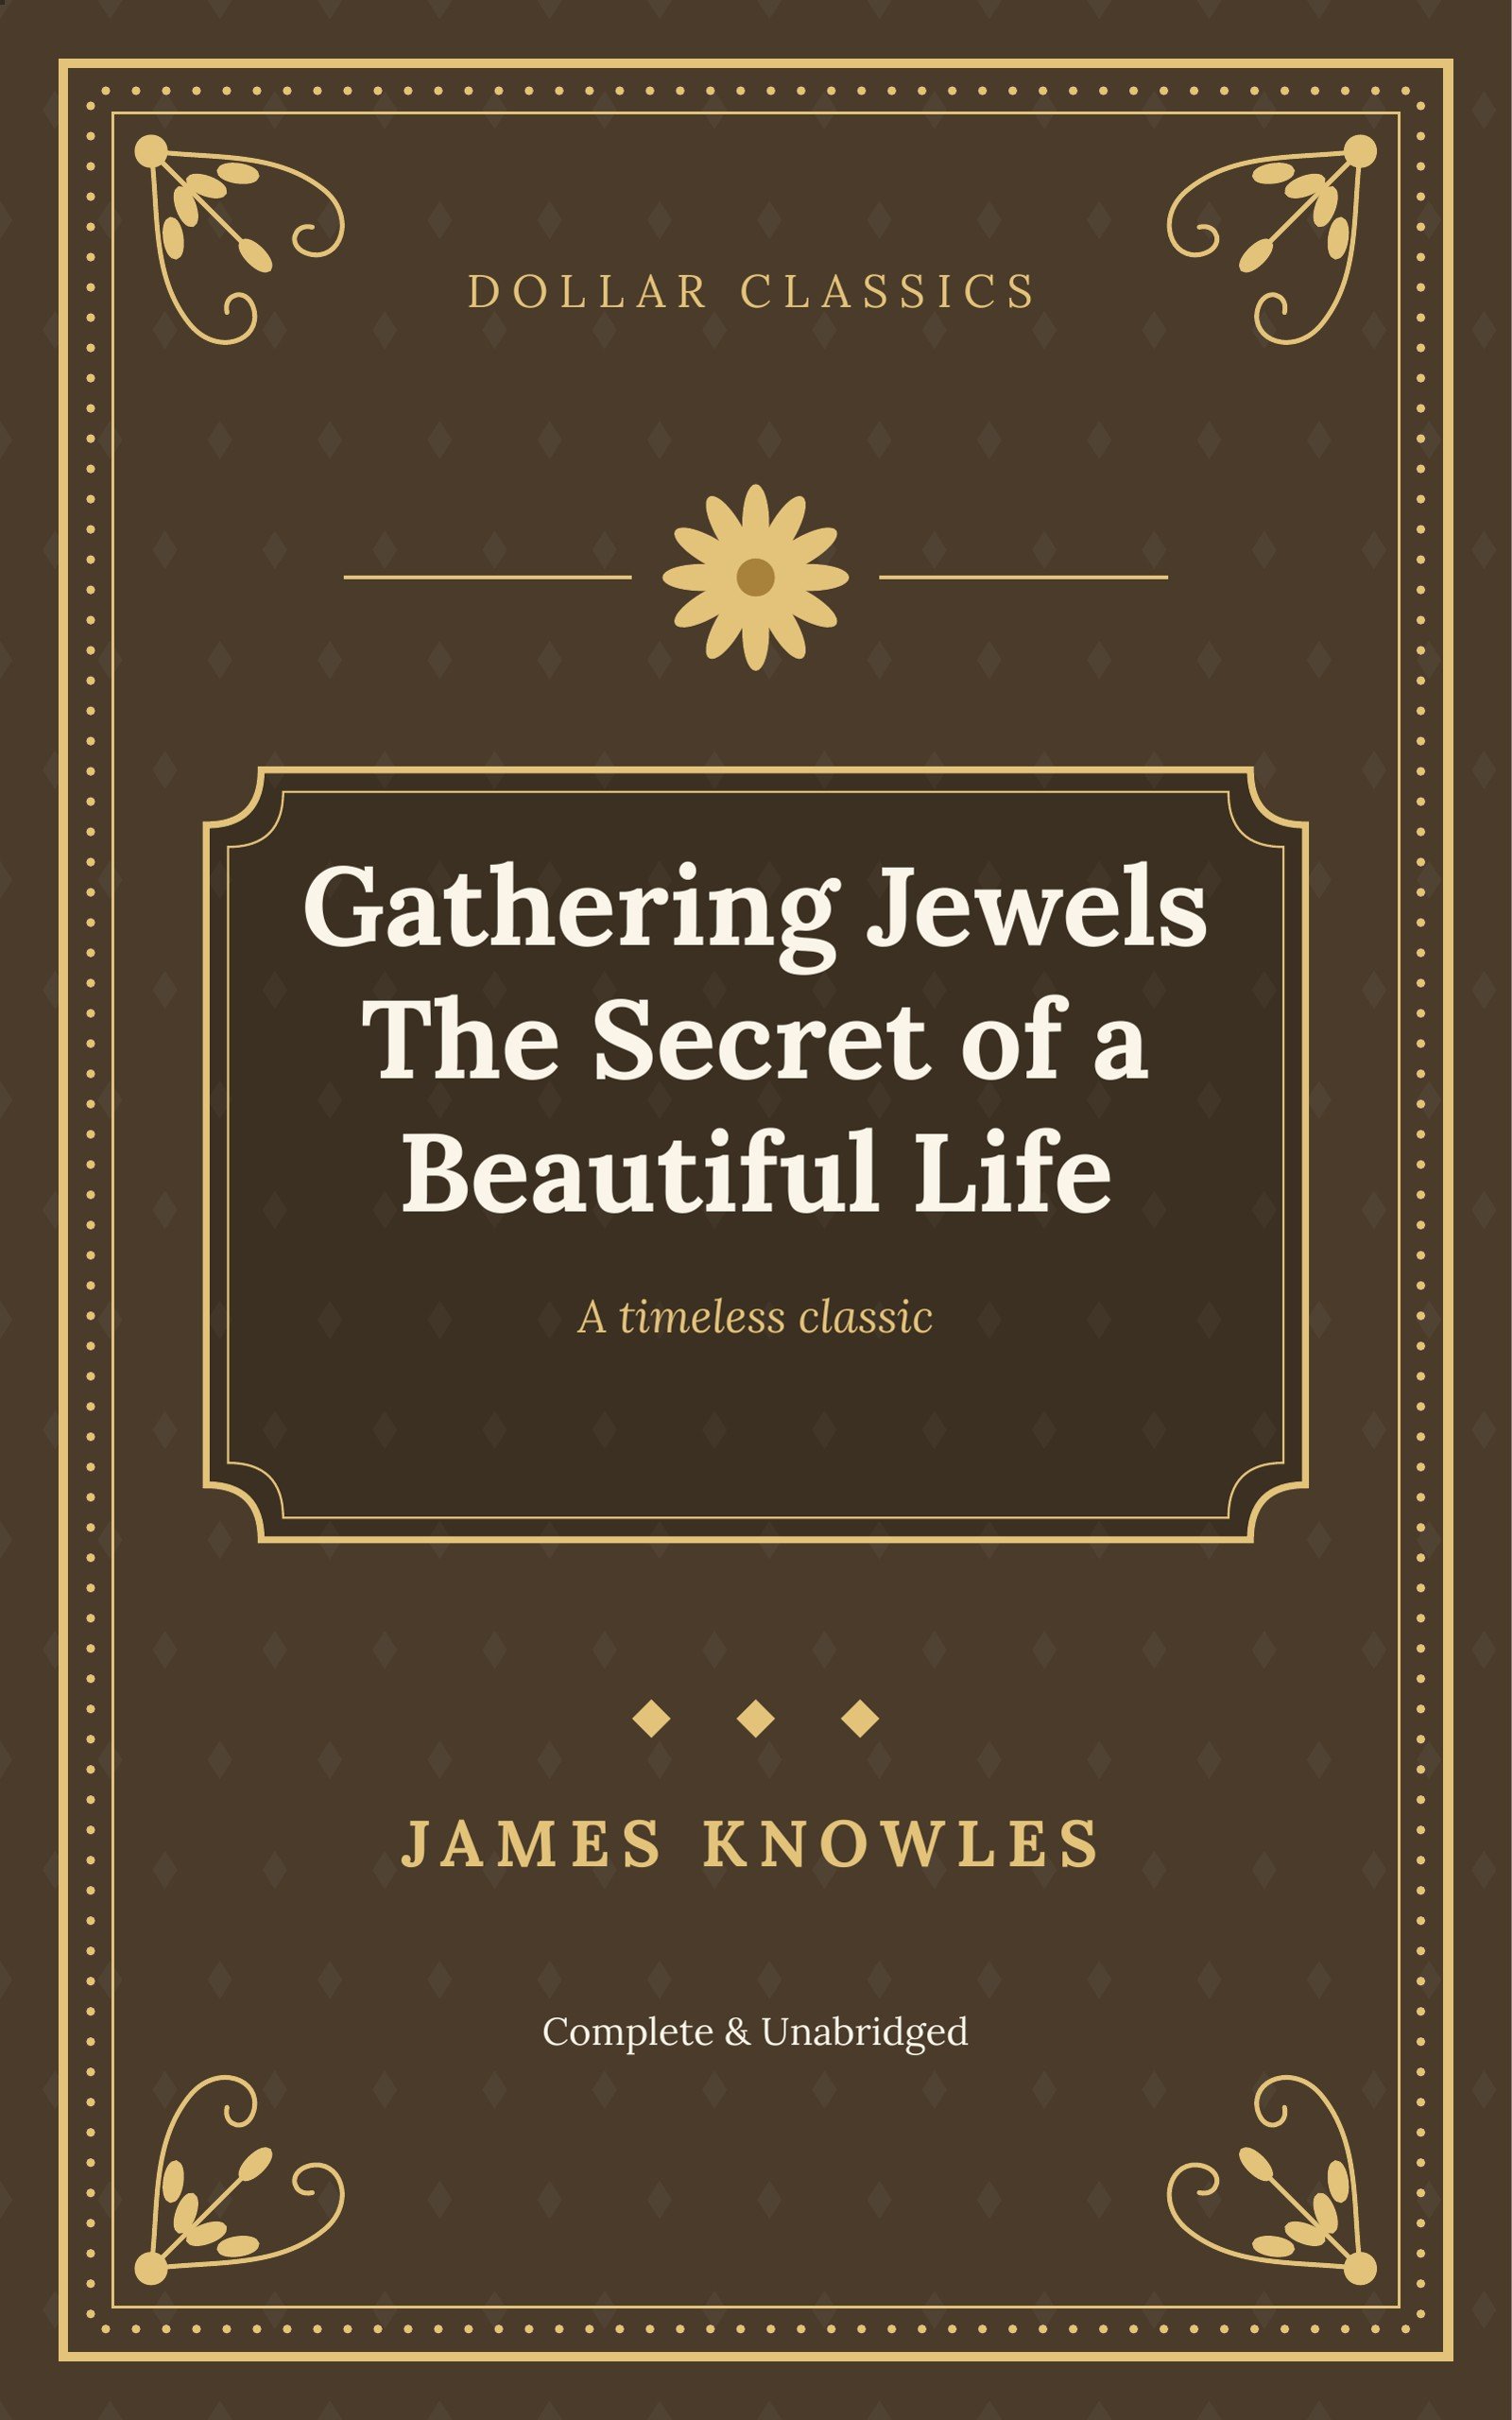 DOLLAR CLASSICS
Gathering Jewels
The Secret of a
Beautiful Life
A timeless classic
JAMES KNOWLES
Complete & Unabridged